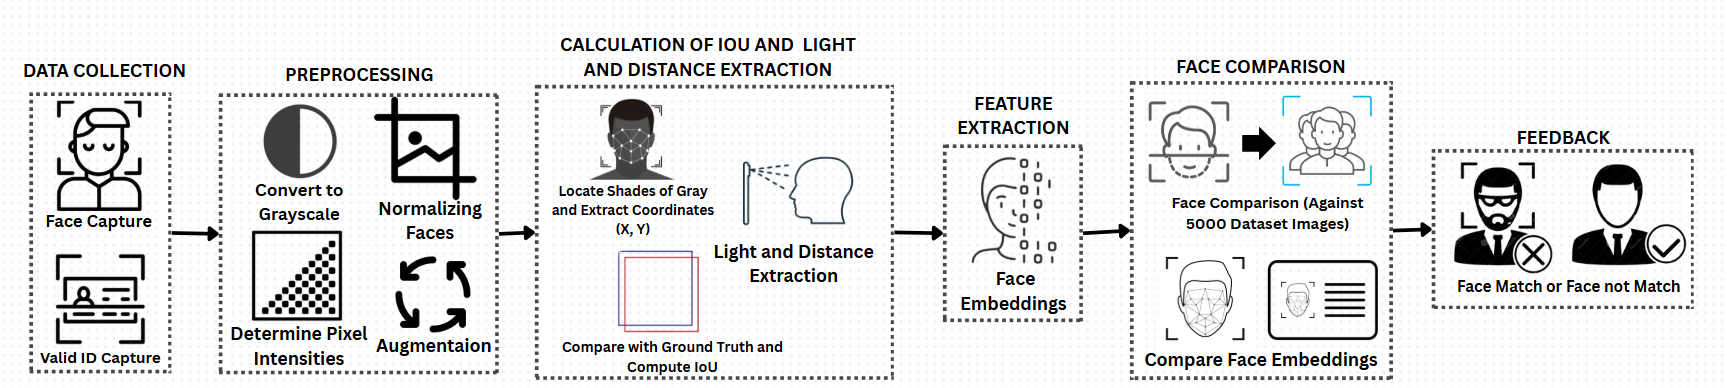 DATA COLLECTION
Face Capture
Valid ID Capture
PREPROCESSING
Convert to
Grayscale
Normalizing
Faces
Determine Pixel
Intensities
Augmentaion
CALCULATION OF IOU AND LIGHT
AND DISTANCE EXTRACTION
Locate Shades of Gray
and Extract Coordinates
(X, Y)
Light and Distance
Extraction
Compare with Ground Truth and
Compute IoU
FEATURE
EXTRACTION
Face
Embeddings
FACE COMPARISON
Face Comparison (Against
5000 Dataset Images)
Compare Face Embeddings
FEEDBACK
Face Match or Face not Match